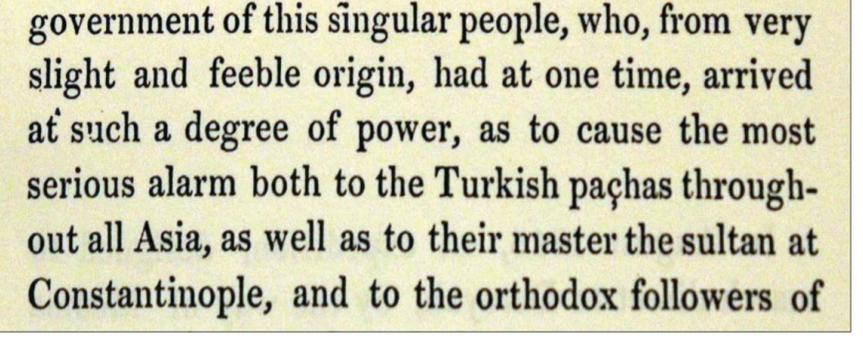 government of this singular people, who, from very
slight and feeble origin, had at one time, arrived
at such a degree of power, as to cause the most
serious alarm both to the Turkish paçhas through-
out all Asia, as well as to their master the sultan at
Constantinople, and to the orthodox followers of